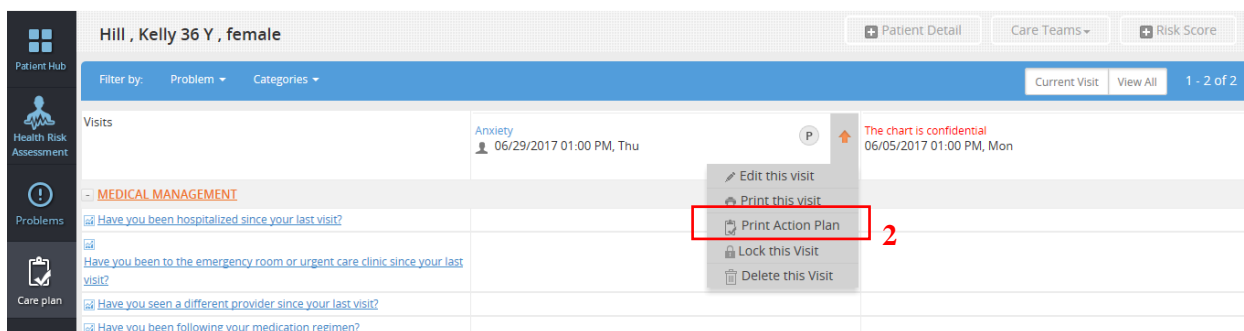 Hill , Kelly 36 Y , female
Patient Detail
Care Teams
Risk Score
Patient Hub
Filter by:
Problem
Categories
Current Visit
View All
1 - 2 of 2
Health Risk
Assessment
Visits
Anxiety
06/29/2017 01:00 PM, Thu
P
The chart is confidential
06/05/2017 01:00 PM, Mon
Edit this visit
Print this visit
Print Action Plan
2
Lock this Visit
Delete this Visit
Problems
Care plan
- MEDICAL MANAGEMENT
Have you been hospitalized since your last visit?
Have you been to the emergency room or urgent care clinic since your last
visit?
Have you seen a different provider since your last visit?
Have you been following your medication regimen?